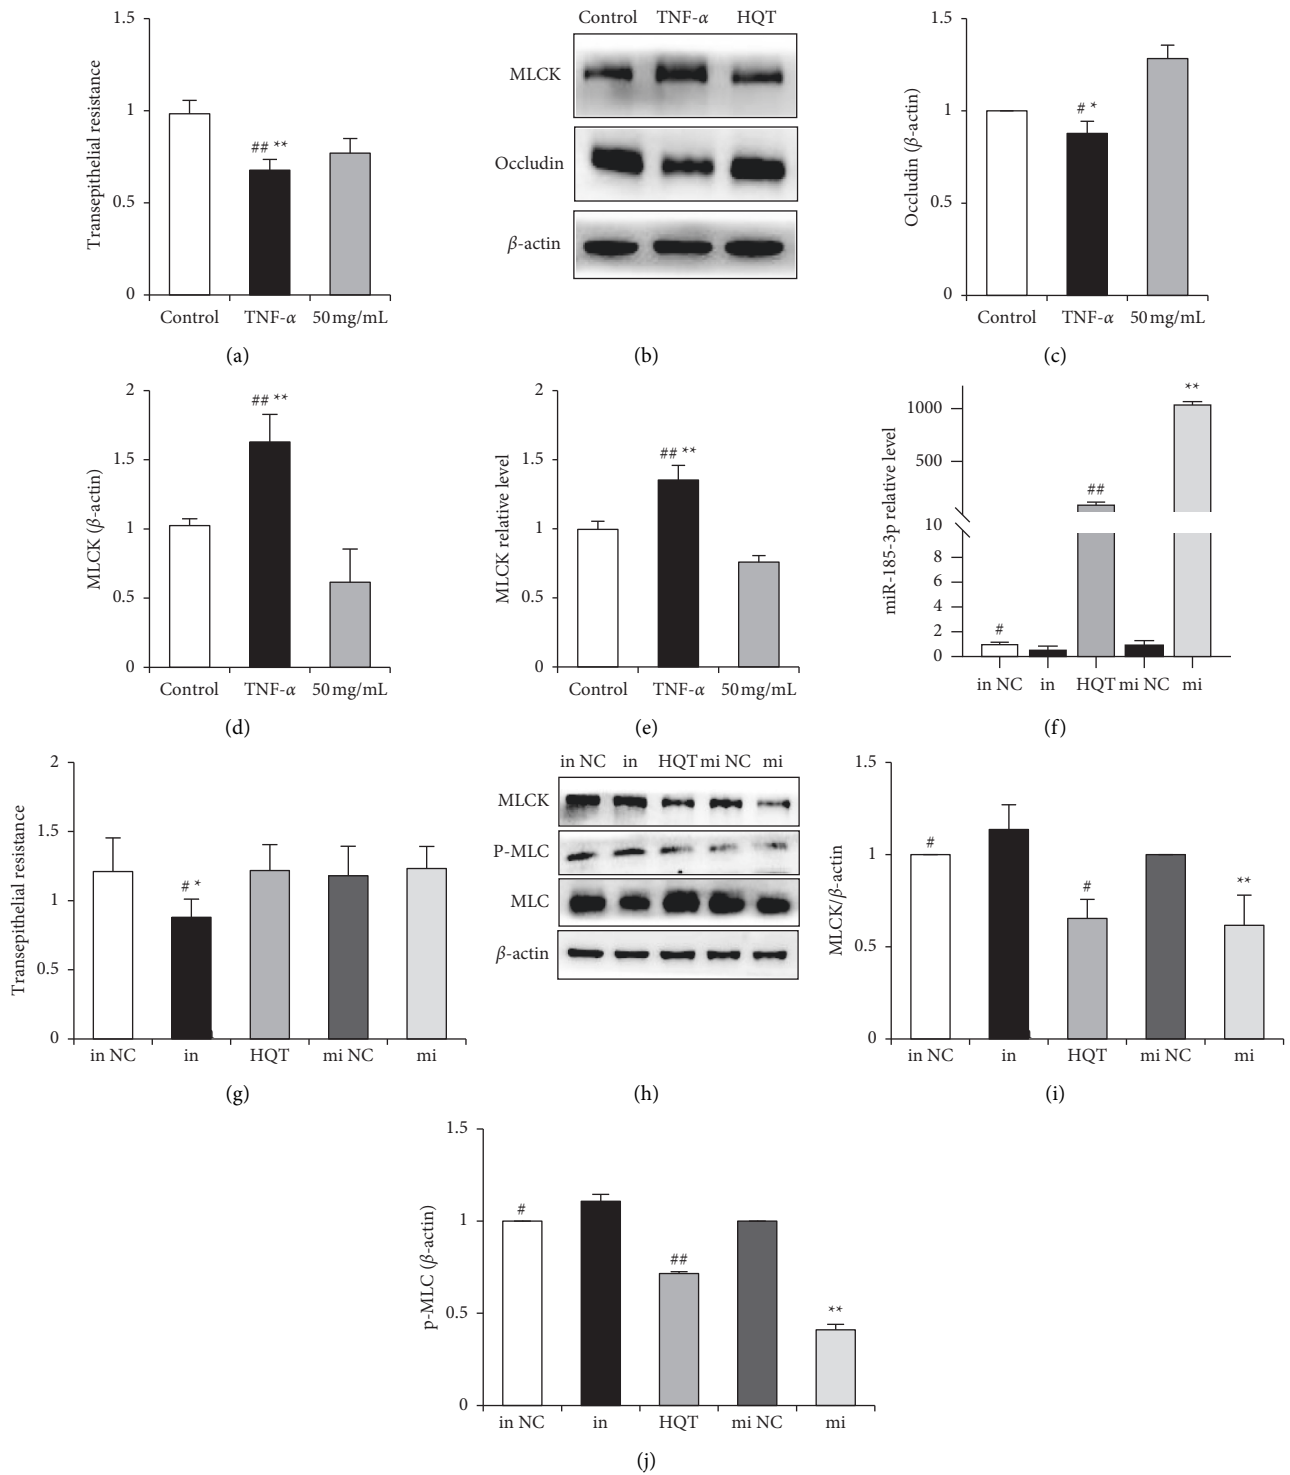 Transepithelial resistance
1.5
1
0.5
0
## **
Control TNF-α 50 mg/mL
(a)
Control TNF-α HQT
MLCK
Occludin
β-actin
(b)
Occludin (β-actin)
1.5
1
0.5
0
# *
Control TNF-α 50 mg/mL
(c)
MLCK (β-actin)
2
1.5
1
0.5
0
## **
Control TNF-α 50 mg/mL
(d)
MLCK relative level
2
1.5
1
0.5
0
## **
Control TNF-α 50 mg/mL
(e)
miR-185-3p relative level
1000
500
10
8
6
4
2
0
#
##
**
in NC in HQT mi NC mi
(f)
Transepithelial resistance
2
1.5
1
0.5
0
# *
in NC in HQT mi NC mi
(g)
in NC in HQT mi NC mi
MLCK
P-MLC
MLC
β-actin
(h)
MLCK/β-actin
1.5
1
0.5
0
#
#
**
in NC in HQT mi NC mi
(i)
p-MLC (β-actin)
1.5
1
0.5
0
#
##
**
in NC in HQT mi NC mi
(j)